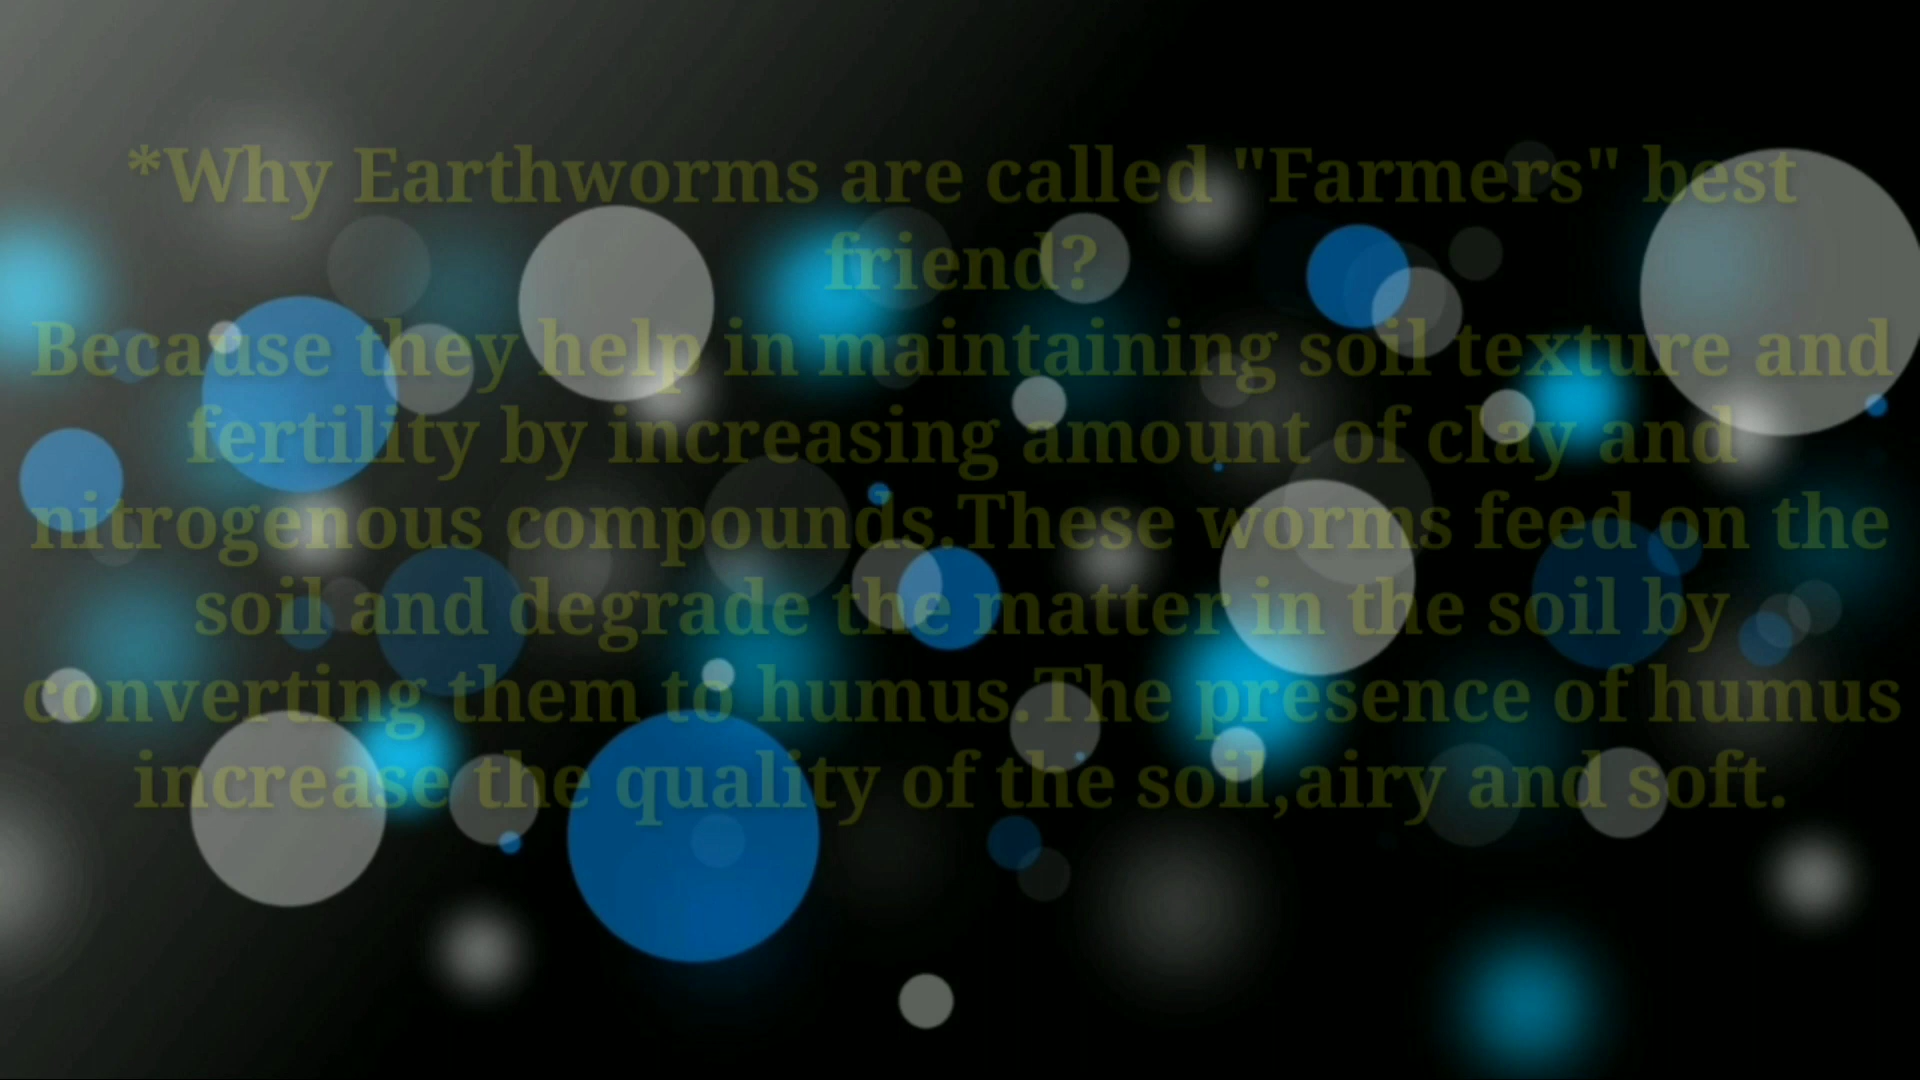 *Why Earthworms are called "Farmers" best
friend?
Because they help in maintaining soil texture and
fertility by increasing amount of clay and
nitrogenous compounds.These worms feed on the
soil and degrade the matter in the soil by
converting them to humus.The presence of humus
increase the quality of the soil,airy and soft.